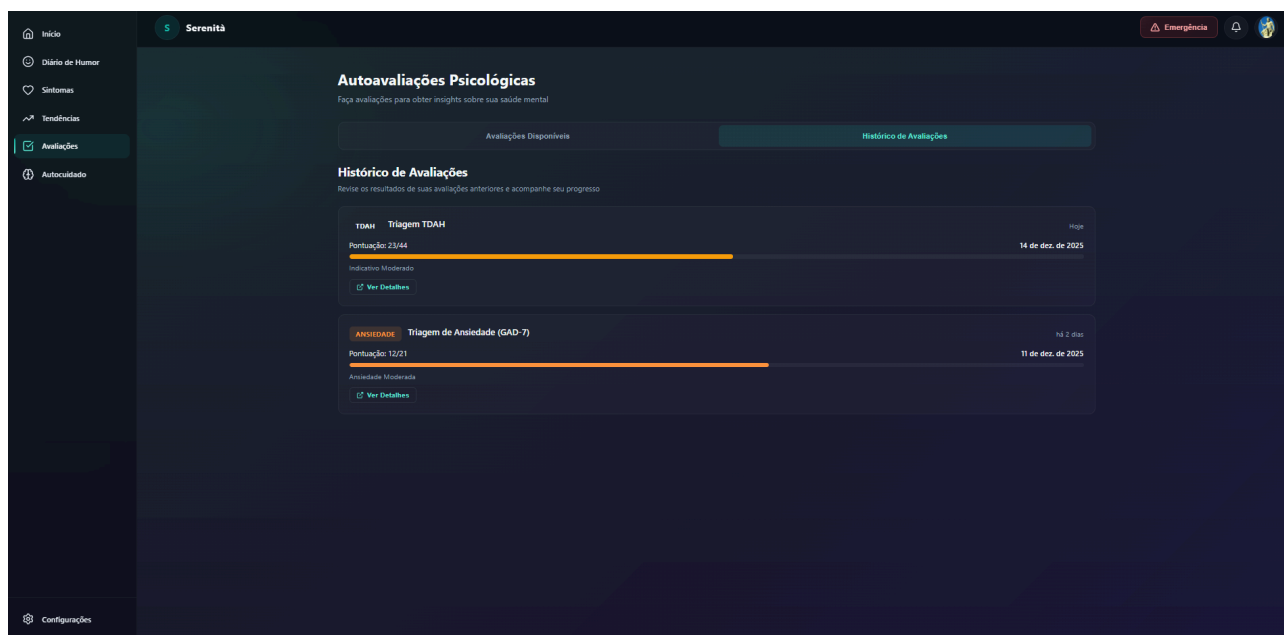 Início
Diário de Humor
Sintomas
Tendências
Avaliações
Autocuidado
Configurações
S Serenità
Emergência
Autoavaliações Psicológicas
Faça avaliações para obter insights sobre sua saúde mental
Avaliações Disponíveis
Histórico de Avaliações
Histórico de Avaliações
Revise os resultados de suas avaliações anteriores e acompanhe seu progresso
TDAH Triagem TDAH
Hoje
Pontuação: 23/44
14 de dez. de 2025
Indicativo Moderado
Ver Detalhes
ANSIEDADE Triagem de Ansiedade (GAD-7)
há 2 dias
Pontuação: 12/21
11 de dez. de 2025
Ansiedade Moderada
Ver Detalhes